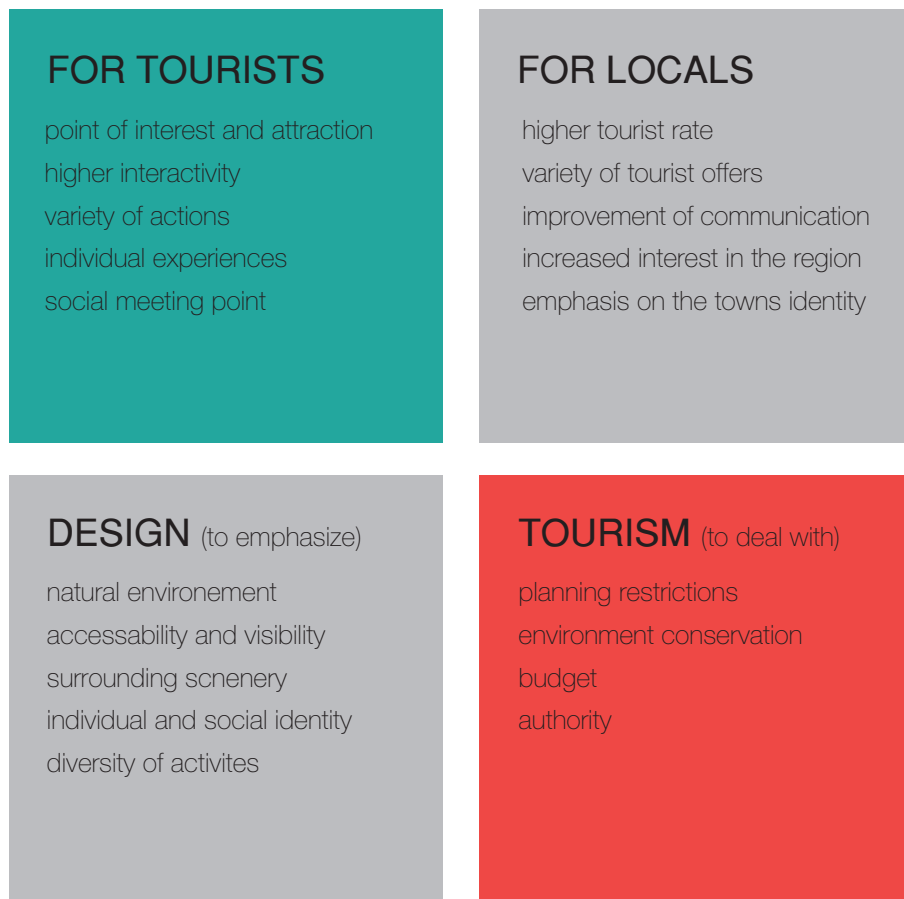 FOR TOURISTS
point of interest and attraction
higher interactivity
variety of actions
individual experiences
social meeting point
FOR LOCALS
higher tourist rate
variety of tourist offers
improvement of communication
increased interest in the region
emphasis on the towns identity
DESIGN (to emphasize)
natural environement
accessability and visibility
surrounding scnenery
individual and social identity
diversity of activites
TOURISM (to deal with)
planning restrictions
environment conservation
budget
authority